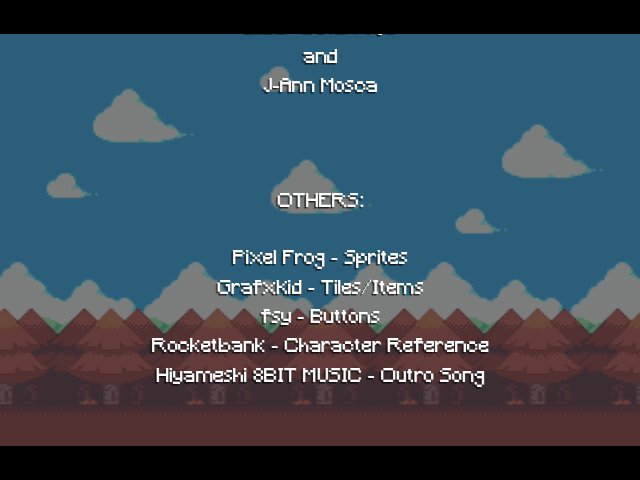 and
J-Ann Mosca
OTHERS:
Pixel Frog - Sprites
GrafxKid - Tiles/Items
fsy - Buttons
Rocketbank - Character Reference
Hiyameshi 8BIT MUSIC - Outro Song